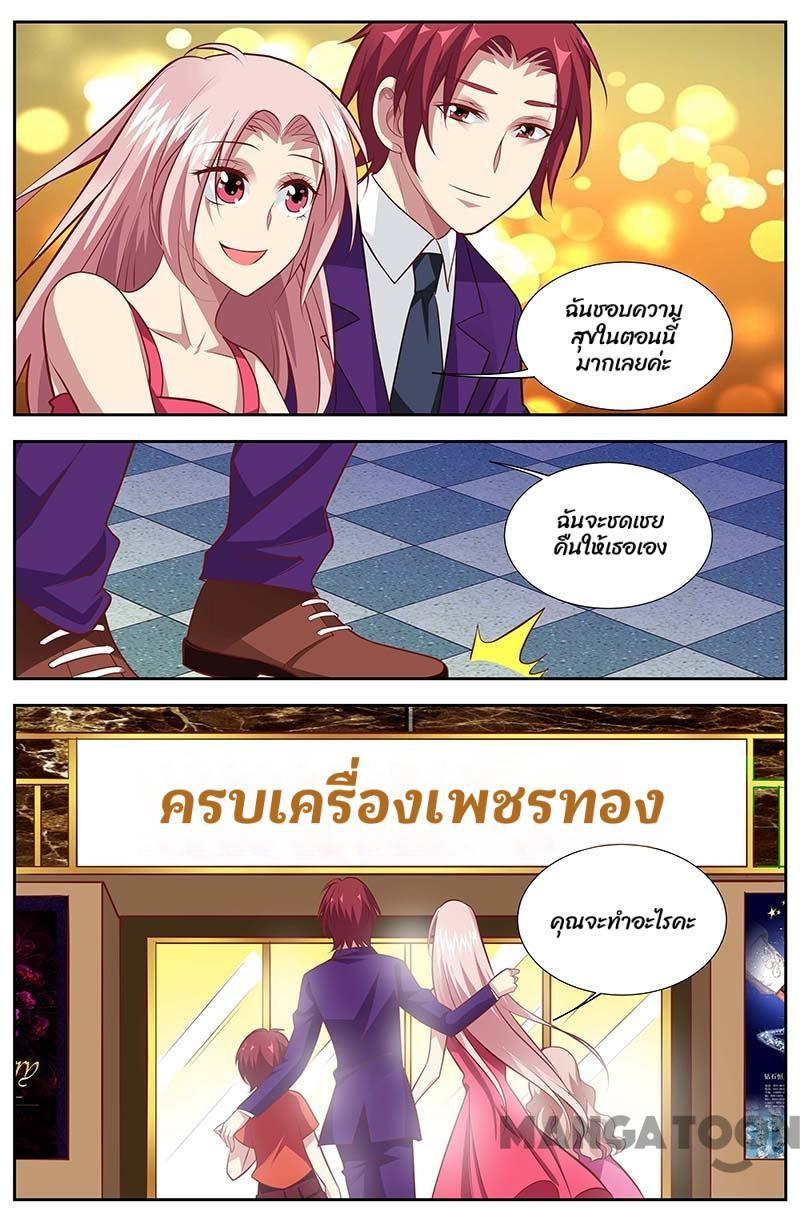 ฉันชอบความ
สุขในตอนนี้
มากเลยค่ะ
ฉันจะชดเชย
คืนให้เธอเอง
ครบเครื่องเพชรทอง
คุณจะทำอะไรคะ
MANGATOON